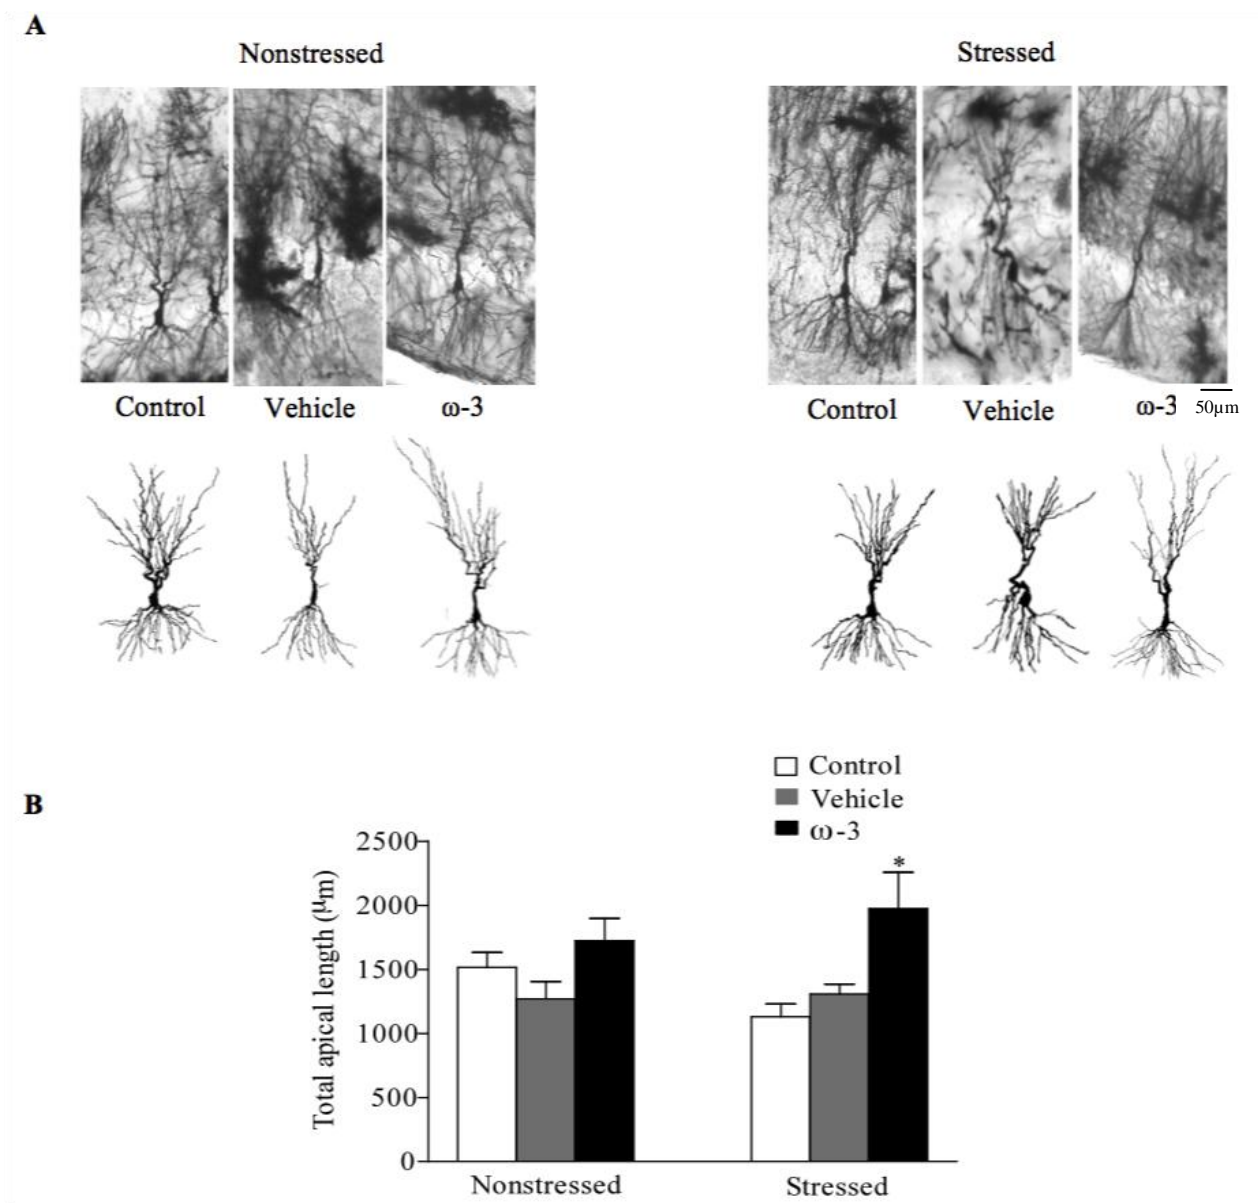 A
Nonstressed
Stressed
Control Vehicle ω-3
Control Vehicle ω-3 50μm
B
Control
Vehicle
ω-3
Total apical length (μm)
2500
2000
1500
1000
500
0
*
Nonstressed
Stressed